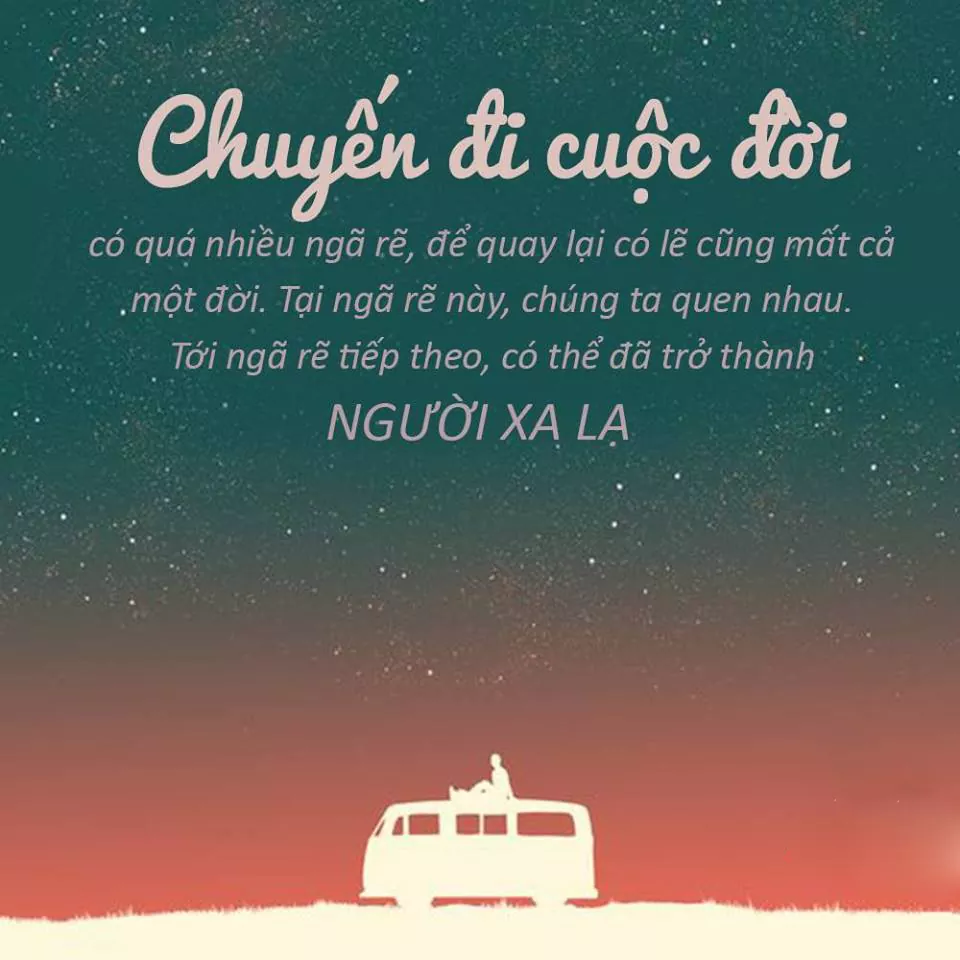 Chuyến đi cuộc đời
có quá nhiều ngã rẽ, để quay lại có lẽ cũng mất cả
một đời. Tại ngã rẽ này, chúng ta quen nhau.
Tới ngã rẽ tiếp theo, có thể đã trở thành
NGƯỜI XA LẠ